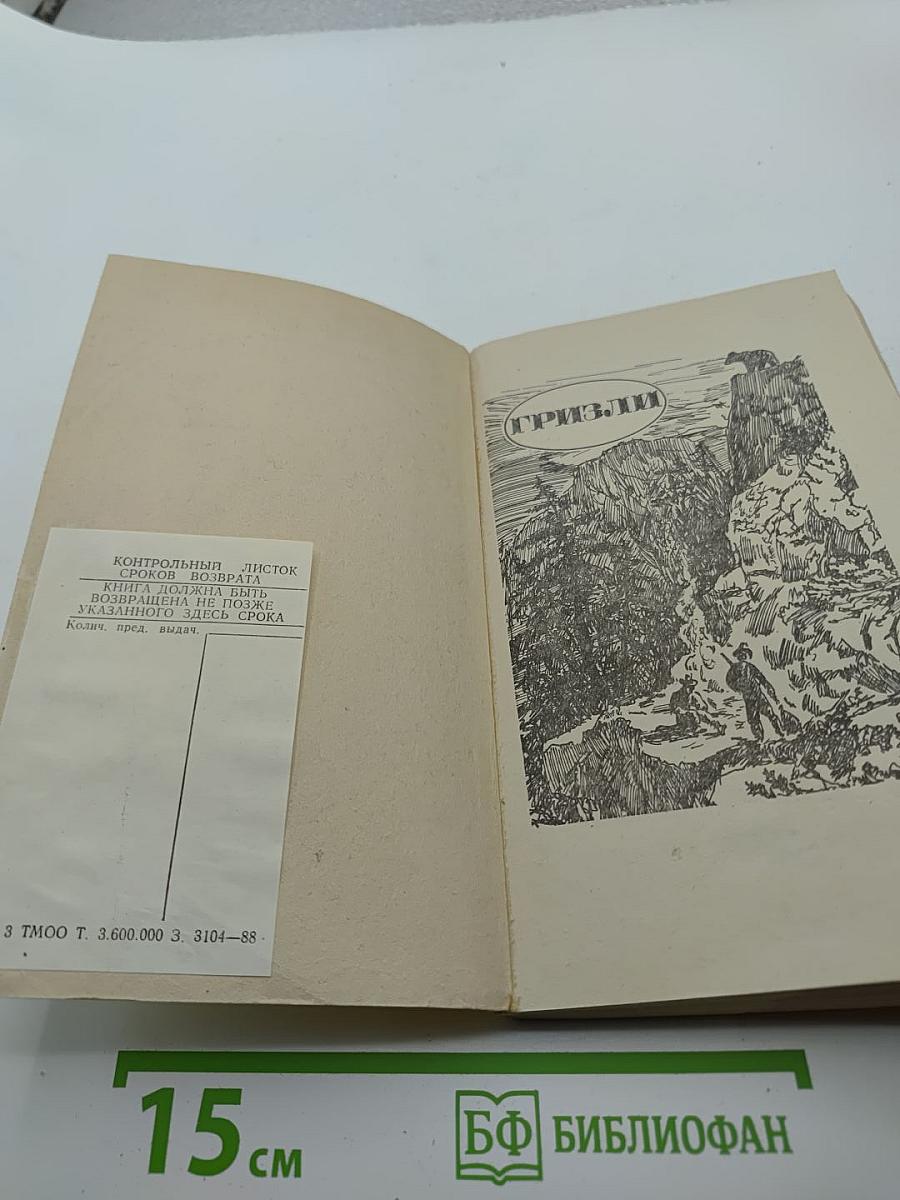 КОНТРОЛЬНЫЙ ЛИСТОК
СРОКОВ ВОЗВРАТА
КНИГА ДОЛЖНА БЫТЬ
ВОЗВРАЩЕНА НЕ ПОЗЖЕ
УКАЗАННОГО ЗДЕСЬ СРОКА
Колич. пред. выдач.
3 ТМОО Т. 3.600.000 З. 3104—88
ГРИЗЛИ
15 см
БФ БИБЛИОФАН